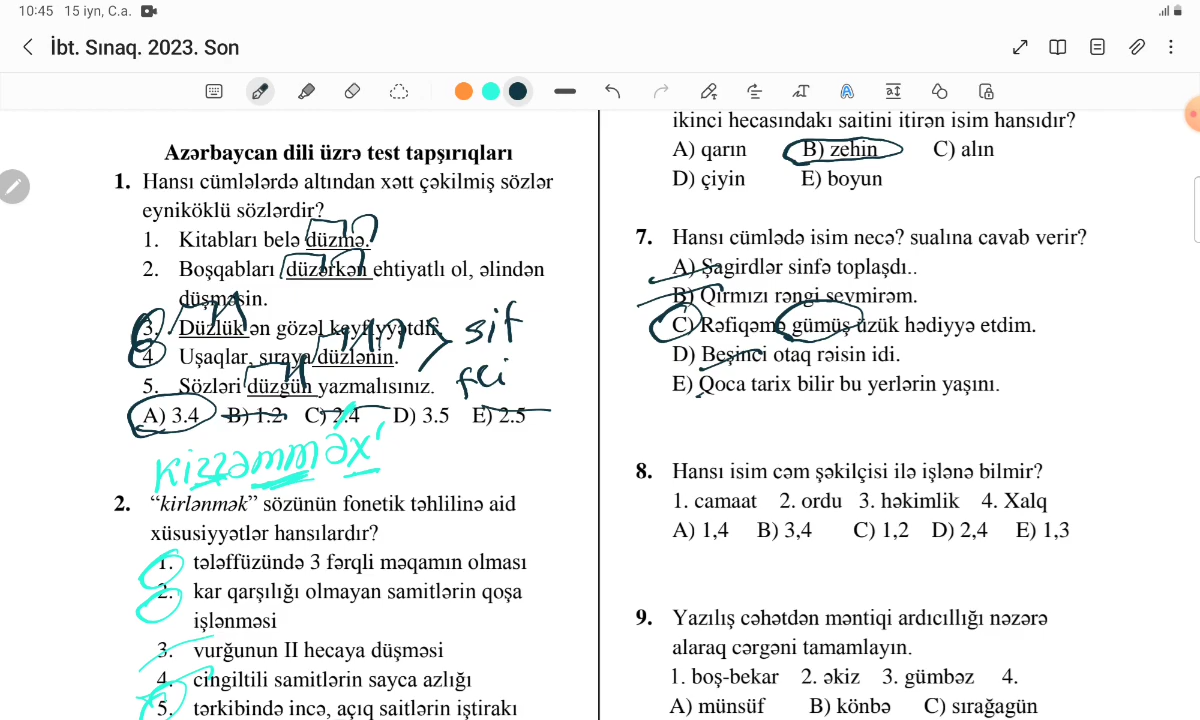 10:45 15 iyn, C.a.
İbt. Sınaq. 2023. Son
Azərbaycan dili üzrə test tapşırıqları
1. Hansı cümlələrdə altından xətt çəkilmiş sözlər
eyniköklü sözlərdir?
1. Kitabları belə düzmə.
2. Boşqabları düzərkən ehtiyatlı ol, əlindən
düşməsin.
3. Düzlük ən gözəl keyfiyyətdir.
4. Uşaqlar, sıraya düzlənin.
5. Sözləri düzgün yazmalısınız.
sif
fei
A) 3.4 B) 1.2 C) 2.4 D) 3.5 E) 2.5
kizzəmməx'
2. “kirlənmək” sözünün fonetik təhlilinə aid
xüsusiyyətlər hansılardır?
1. tələffüzündə 3 fərqli məqamın olması
2. kar qarşılığı olmayan samitlərin qoşa
işlənməsi
3. vurğunun II hecaya düşməsi
4. cingiltili samitlərin sayca azlığı
5. tərkibində incə, açıq saitlərin iştirakı
ikinci hecasındakı saitini itirən isim hansıdır?
A) qarın B) zehin C) alın
D) çiyin E) boyun
7. Hansı cümlədə isim necə? sualına cavab verir?
A) Şagirdlər sinfə toplaşdı..
B) Qırmızı rəngi sevmirəm.
C) Rəfiqəmə gümüş üzük hədiyyə etdim.
D) Beşinci otaq rəisin idi.
E) Qoca tarix bilir bu yerlərin yaşını.
8. Hansı isim cəm şəkilçisi ilə işlənə bilmir?
1. camaat 2. ordu 3. həkimlik 4. Xalq
A) 1,4 B) 3,4 C) 1,2 D) 2,4 E) 1,3
9. Yazılış cəhətdən məntiqi ardıcıllığı nəzərə
alaraq cərgəni tamamlayın.
1. boş-bekar 2. əkiz 3. gümbəz 4.
A) münsüf B) könbə C) sırağagün